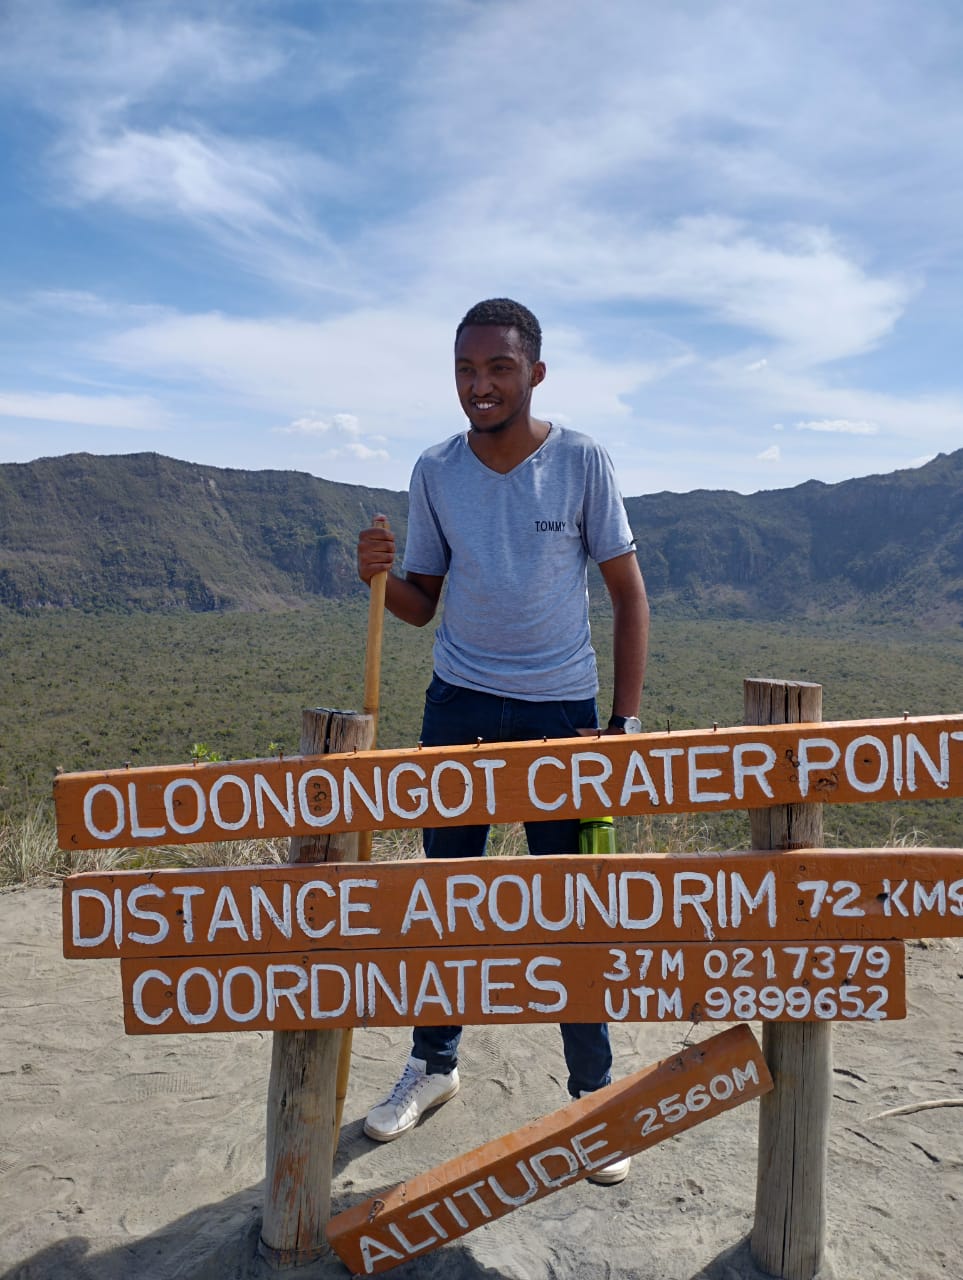 TOMMY
OLOONONGOT CRATER POINT
DISTANCE AROUND RIM 7.2 KMS
COORDINATES 37M 0217379
UTM 9899652
ALTITUDE 2560M